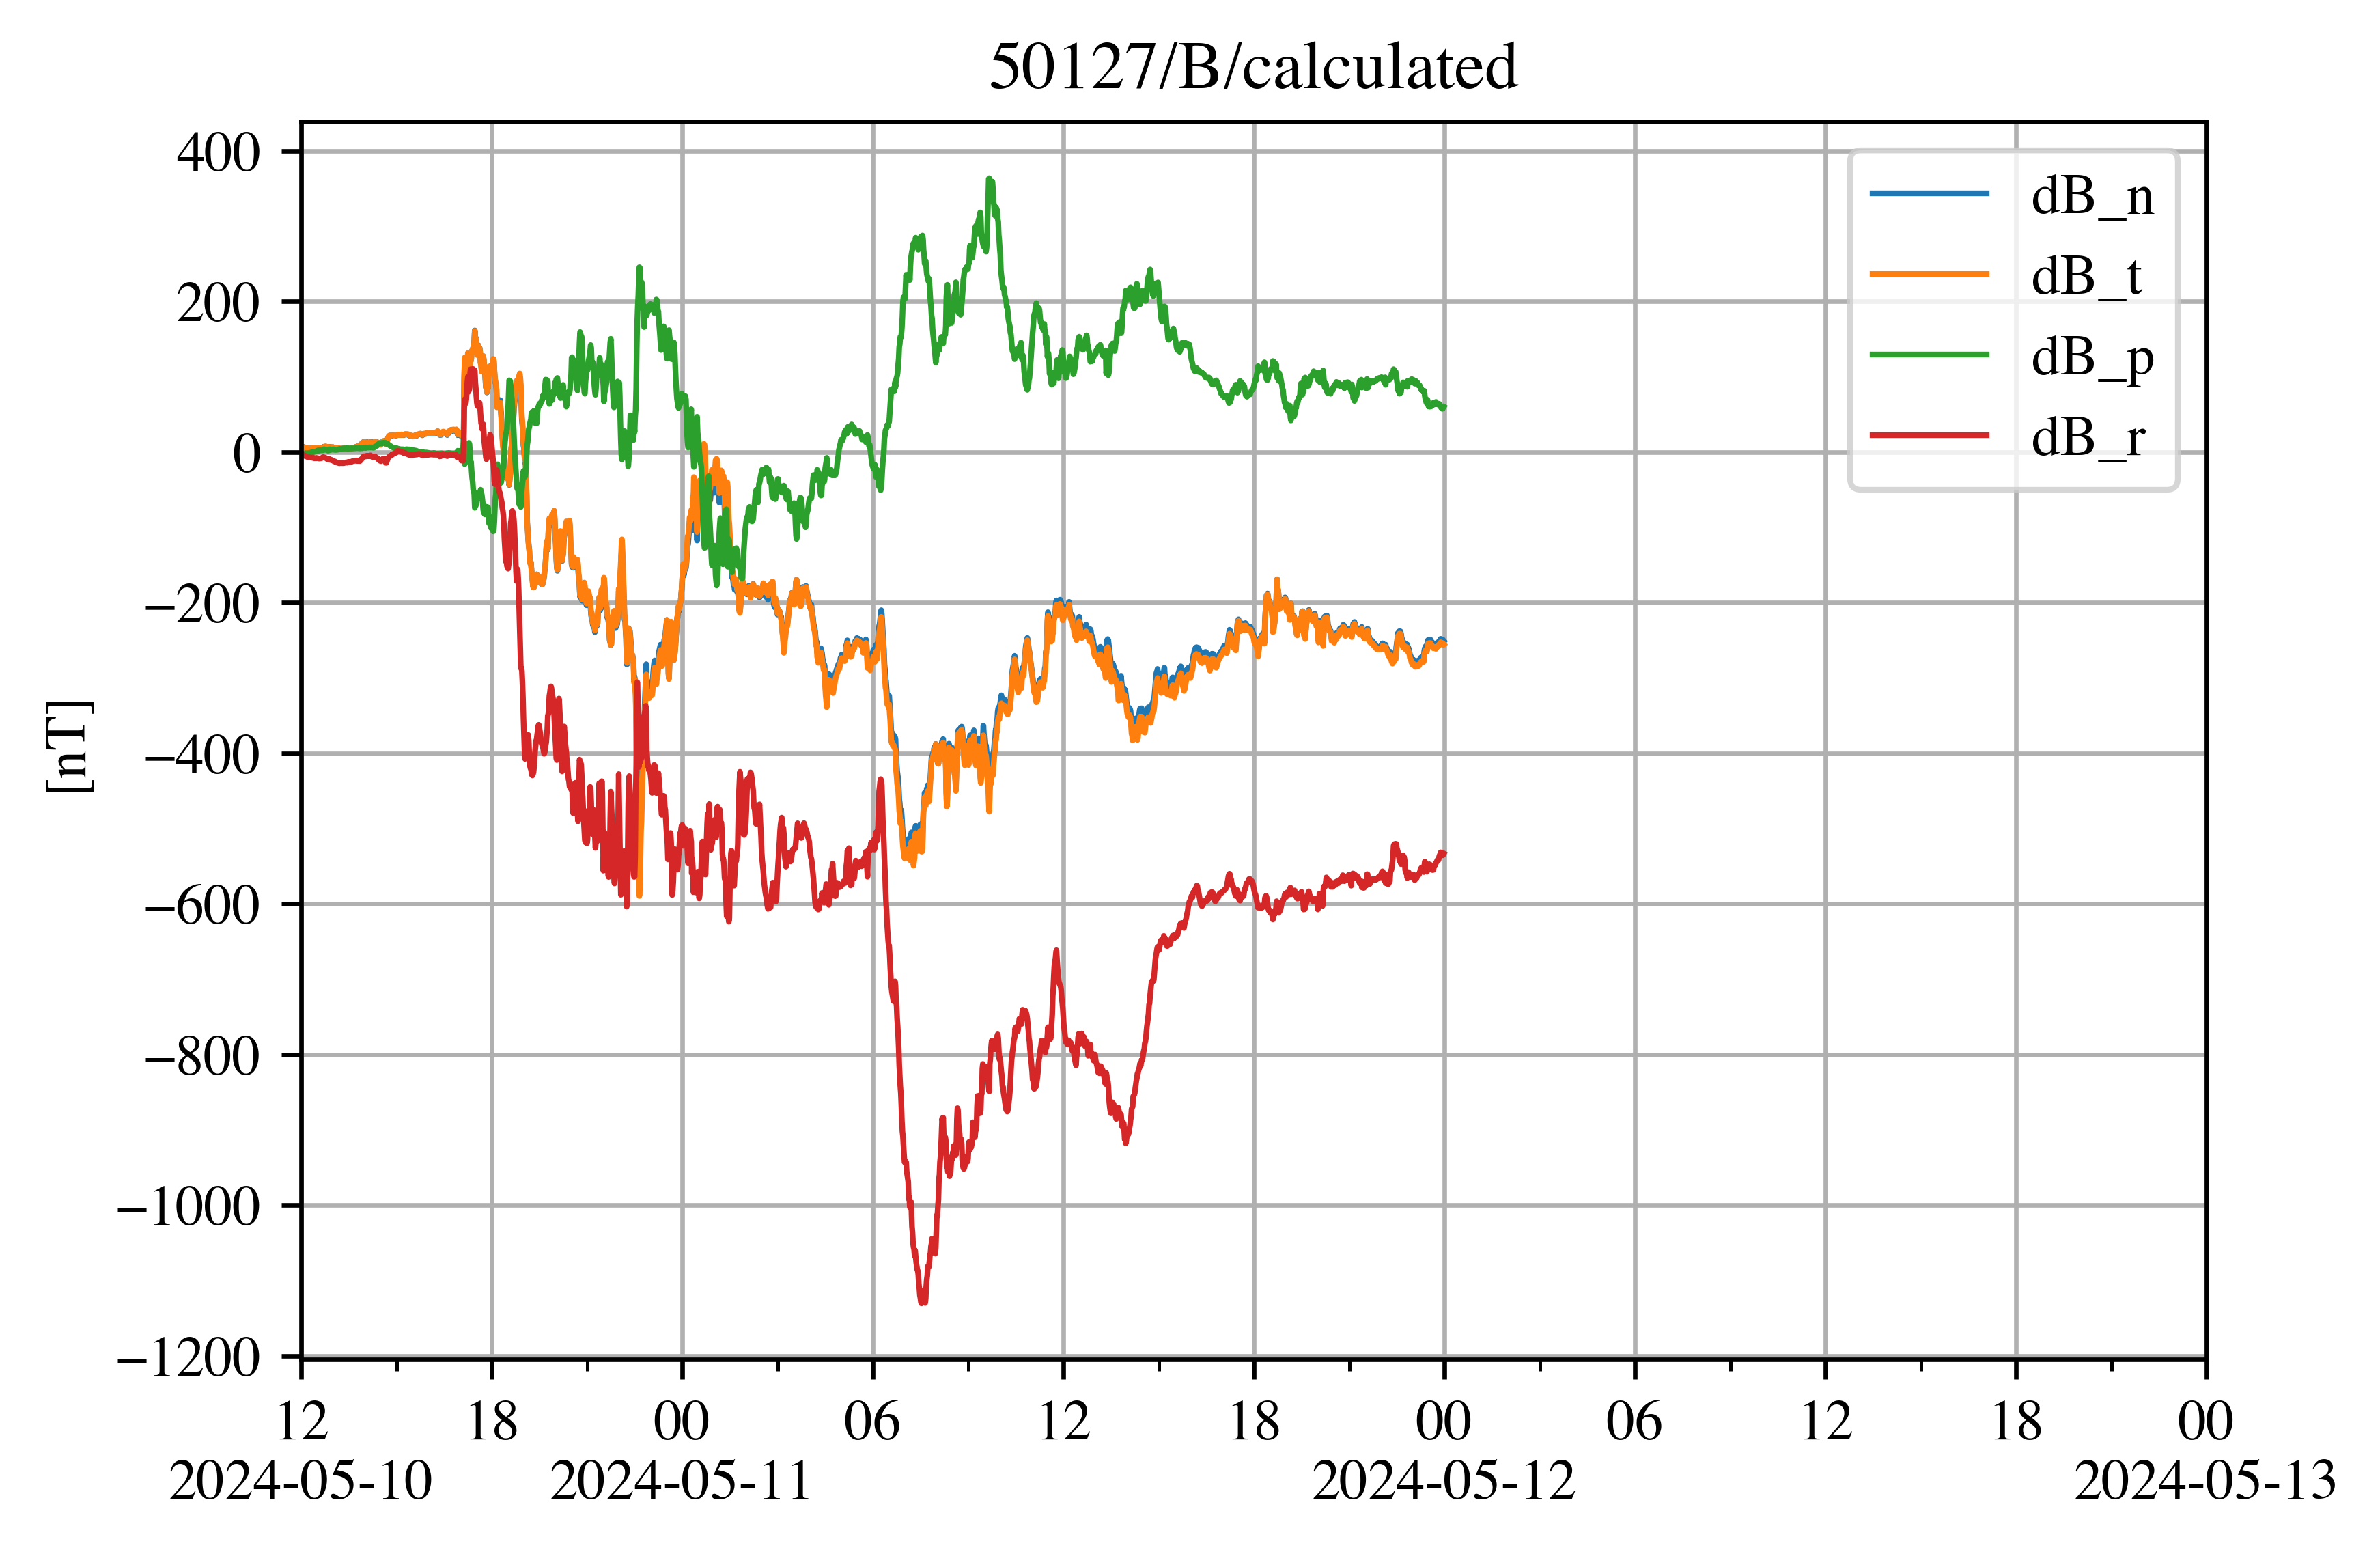 50127/B/calculated
400
200
0
−200
−400
−600
−800
−1000
−1200
[nT]
dB_n
dB_t
dB_p
dB_r
12 18 00 06 12 18 00 06 12 18 00
2024-05-10 2024-05-11 2024-05-12 2024-05-13